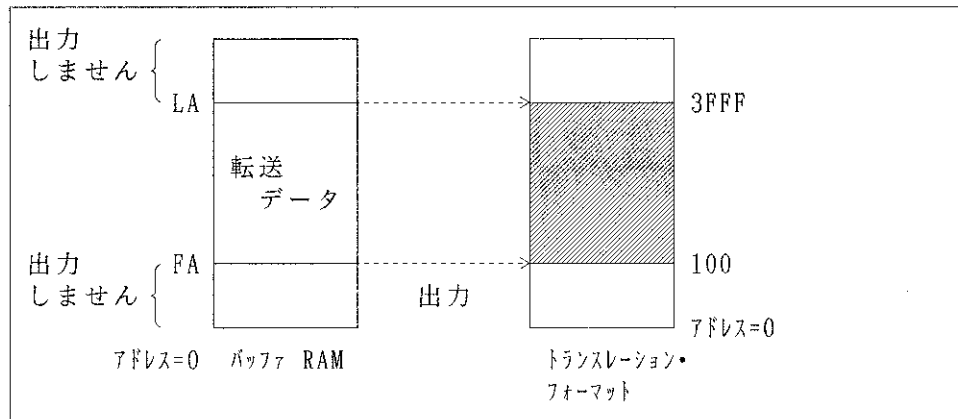 出力
しません
LA
3FFF
転送
データ
出力
しません
FA
100
出力
アドレス=0
アドレス=0
バッファ RAM
トランスレーション・
フォーマット